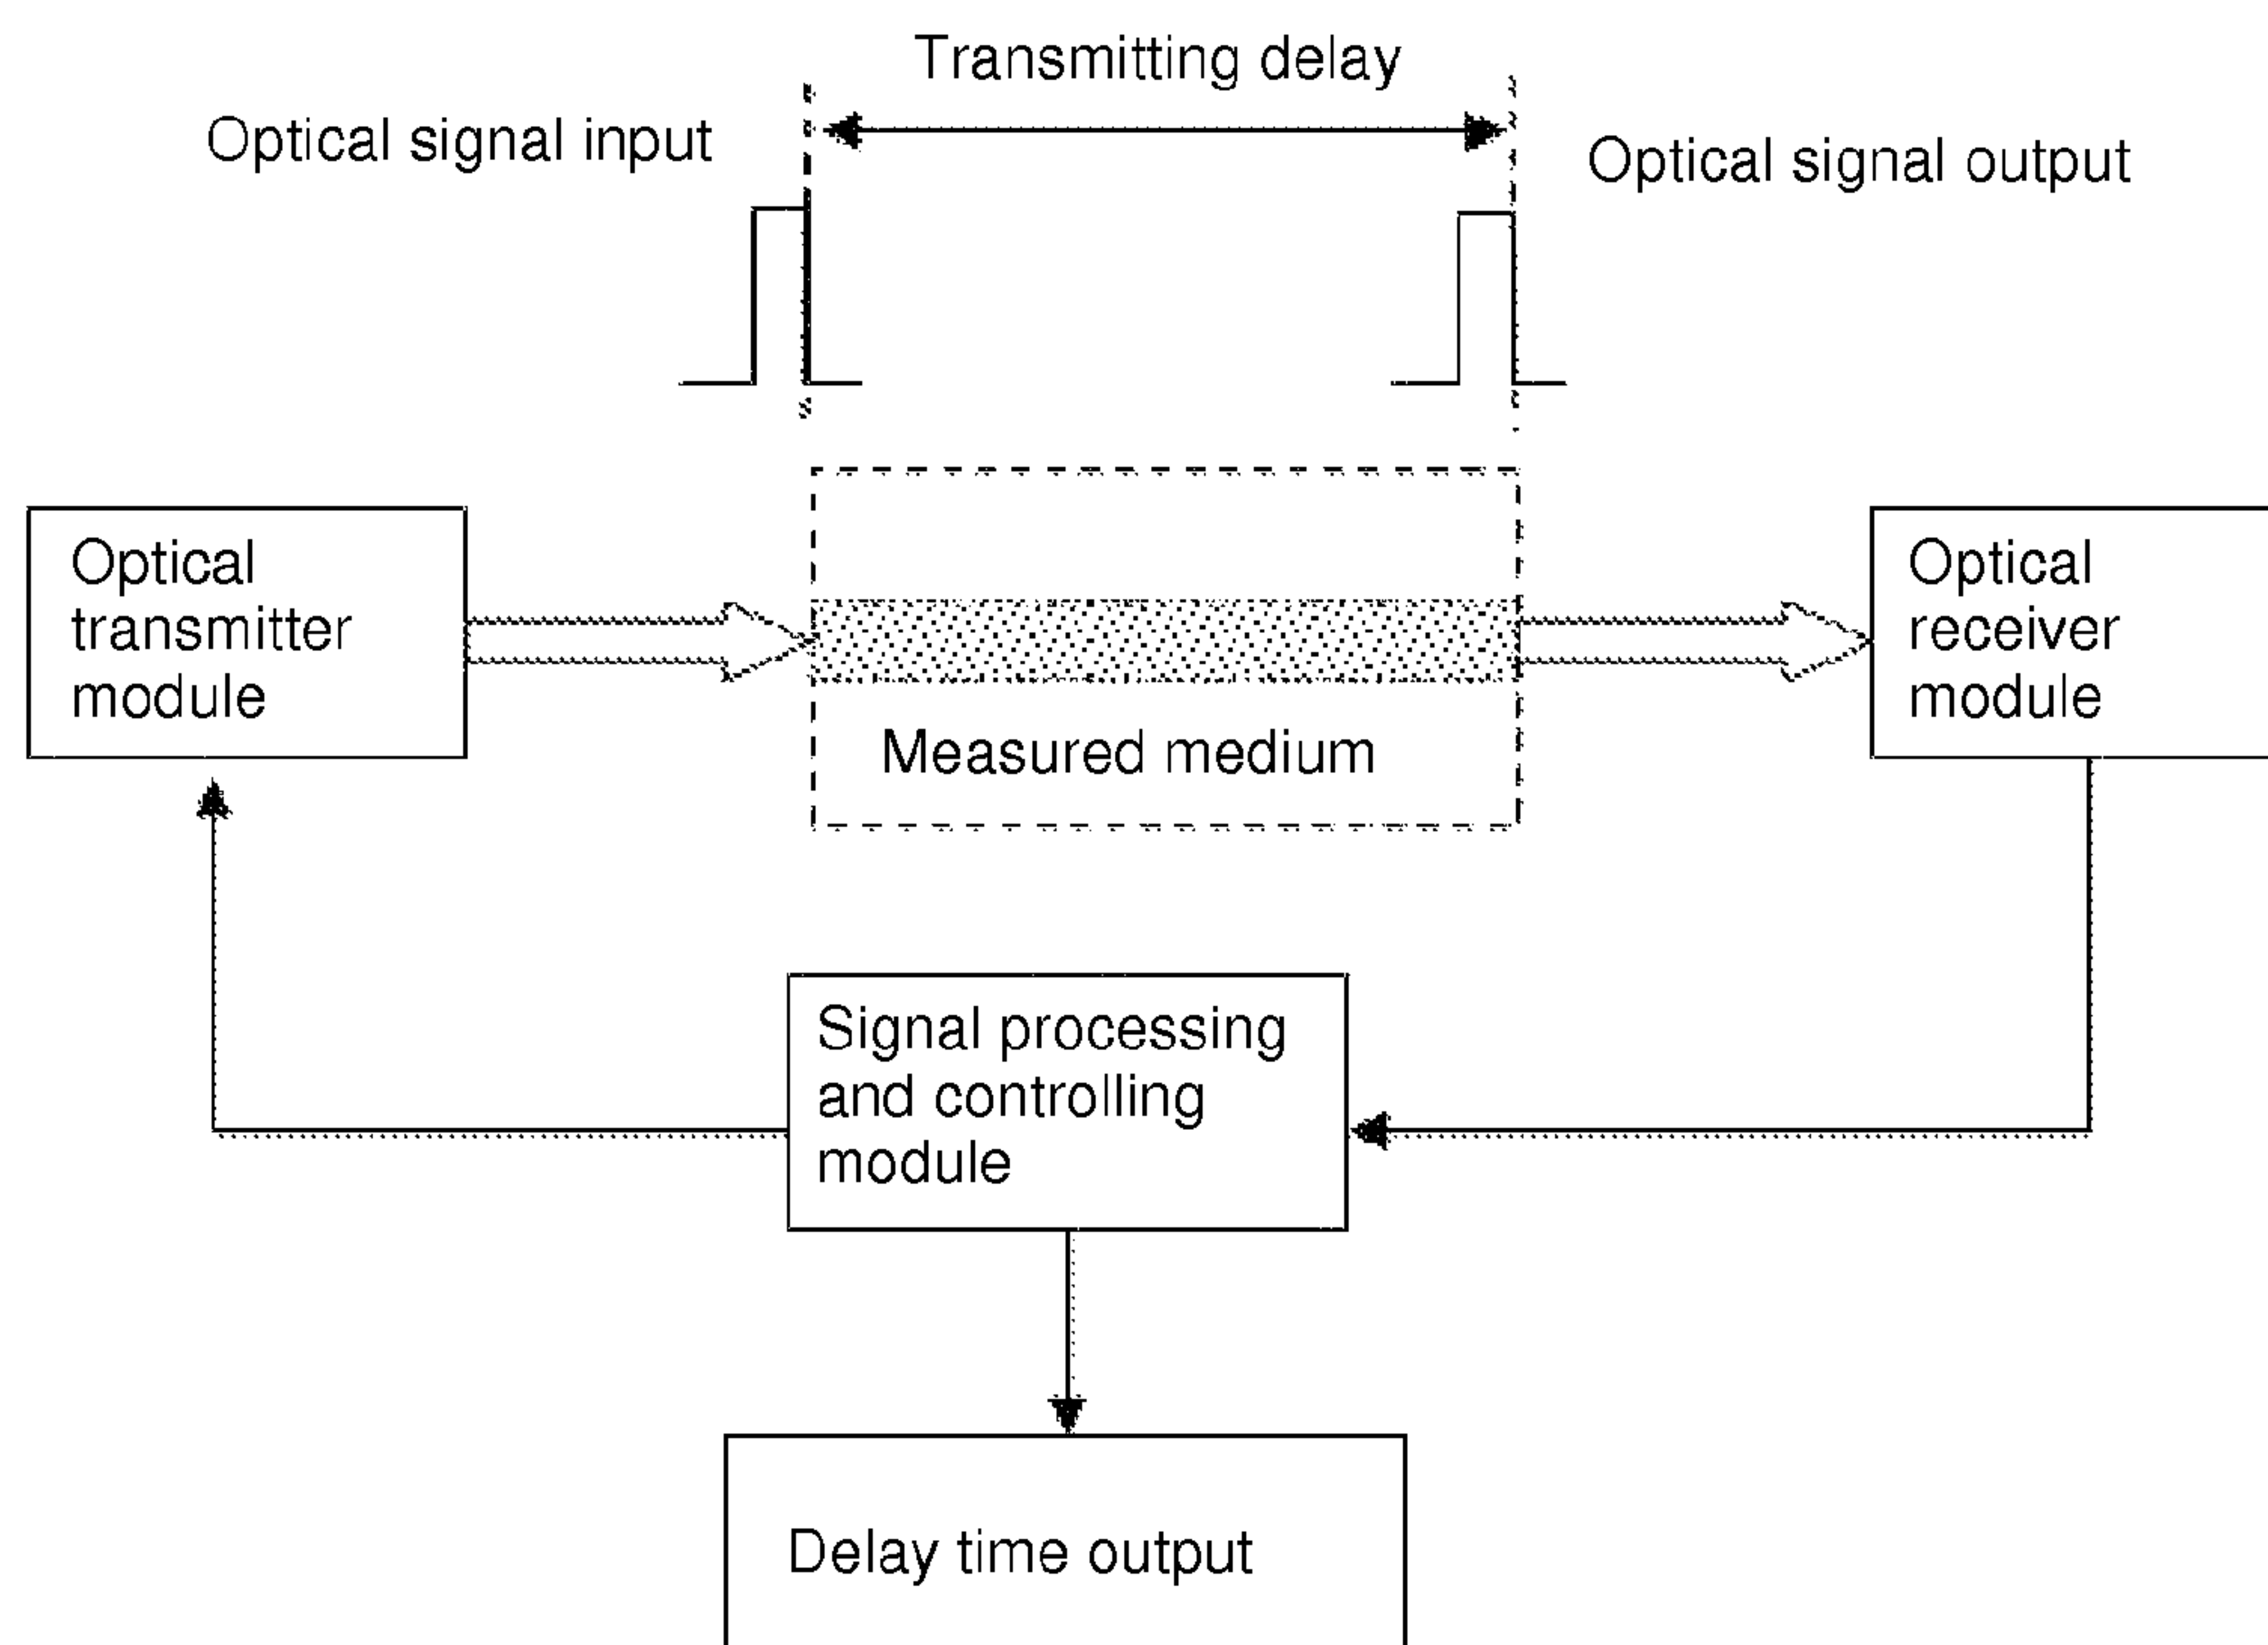 Transmitting delay
Optical signal input
Optical signal output
Optical
transmitter
module
Measured medium
Optical
receiver
module
Signal processing
and controlling
module
Delay time output